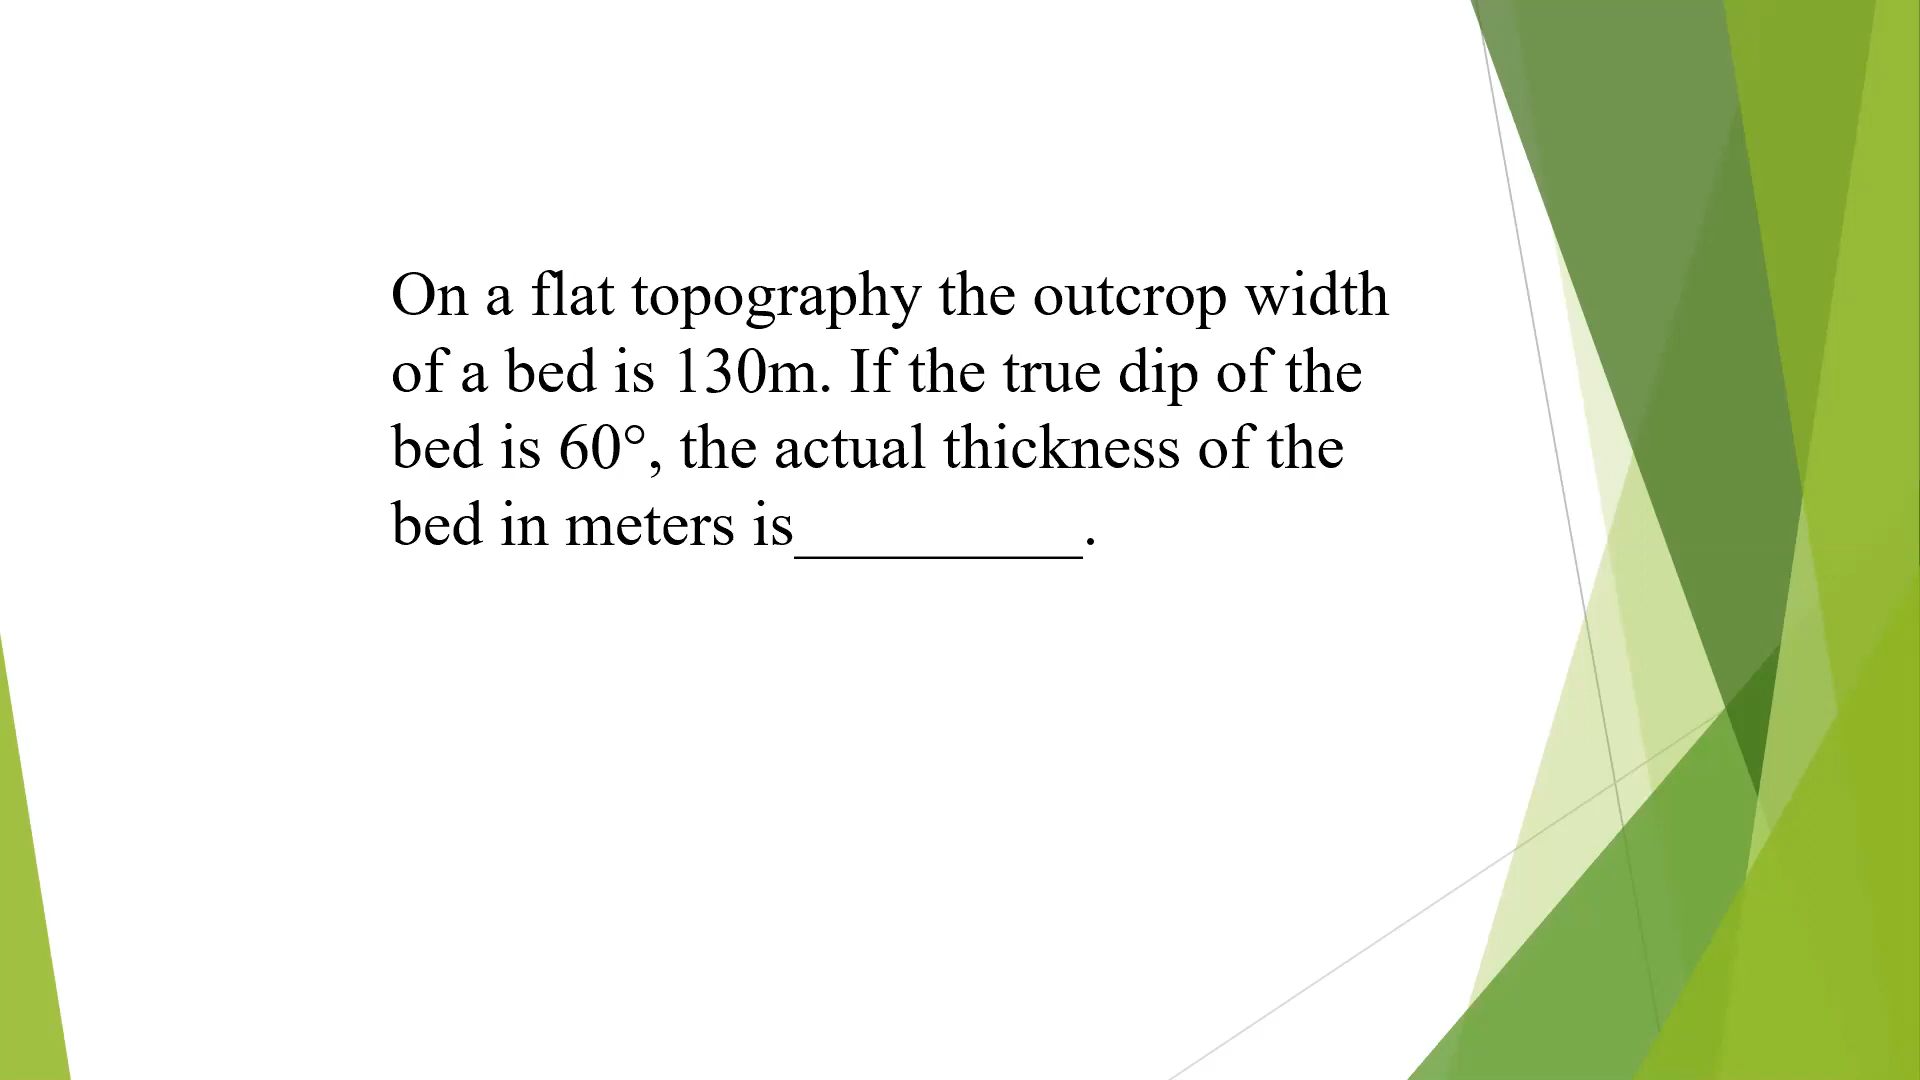 On a flat topography the outcrop width
of a bed is 130m. If the true dip of the
bed is 60°, the actual thickness of the
bed in meters is__________.